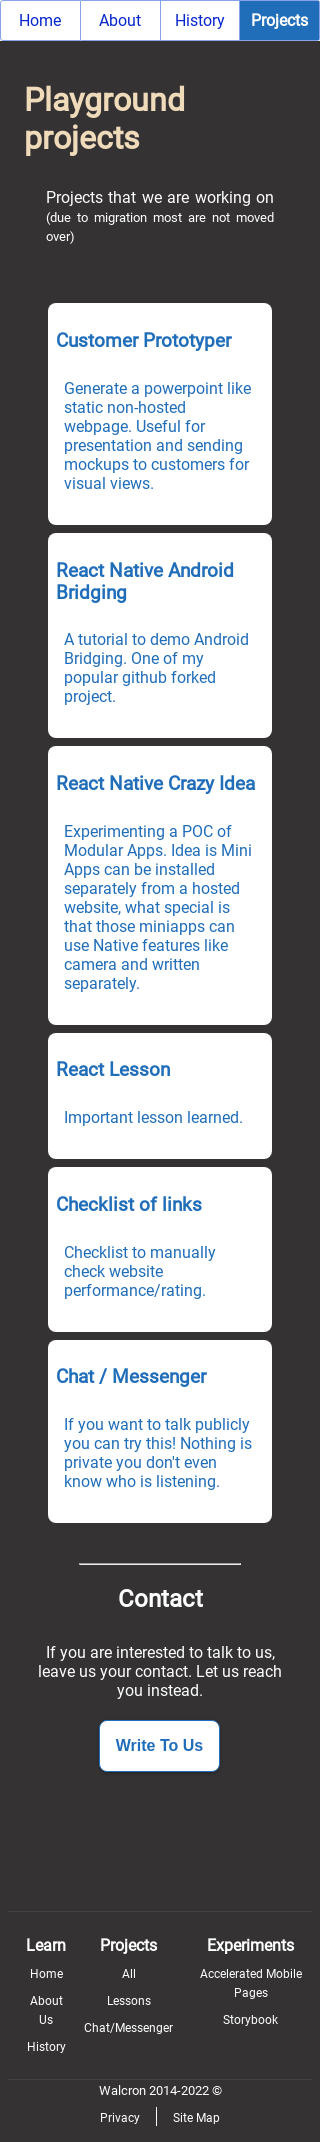 Home About History Projects
Playground
projects
Projects that we are working on
(due to migration most are not moved
over)
Customer Prototyper
Generate a powerpoint like
static non-hosted
webpage. Useful for
presentation and sending
mockups to customers for
visual views.
React Native Android
Bridging
A tutorial to demo Android
Bridging. One of my
popular github forked
project.
React Native Crazy Idea
Experimenting a POC of
Modular Apps. Idea is Mini
Apps can be installed
separately from a hosted
website, what special is
that those miniapps can
use Native features like
camera and written
separately.
React Lesson
Important lesson learned.
Checklist of links
Checklist to manually
check website
performance/rating.
Chat / Messenger
If you want to talk publicly
you can try this! Nothing is
private you don't even
know who is listening.
Contact
If you are interested to talk to us,
leave us your contact. Let us reach
you instead.
Write To Us
Learn
Home
About
Us
History
Projects
All
Lessons
Chat/Messenger
Experiments
Accelerated Mobile
Pages
Storybook
Walcron 2014-2022 ©
Privacy Site Map